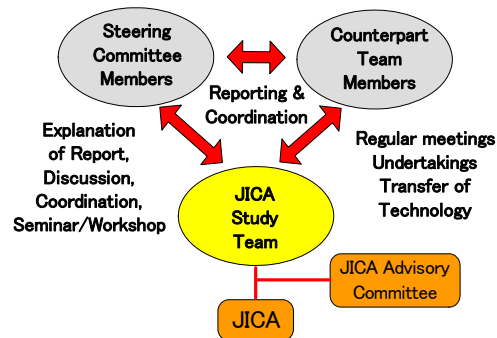 Steering
Committee
Members
Counterpart
Team
Members
Reporting &
Coordination
Explanation
of Report,
Discussion,
Coordination,
Seminar/Workshop
Regular meetings
Undertakings
Transfer of
Technology
JICA
Study
Team
JICA Advisory
Committee
JICA